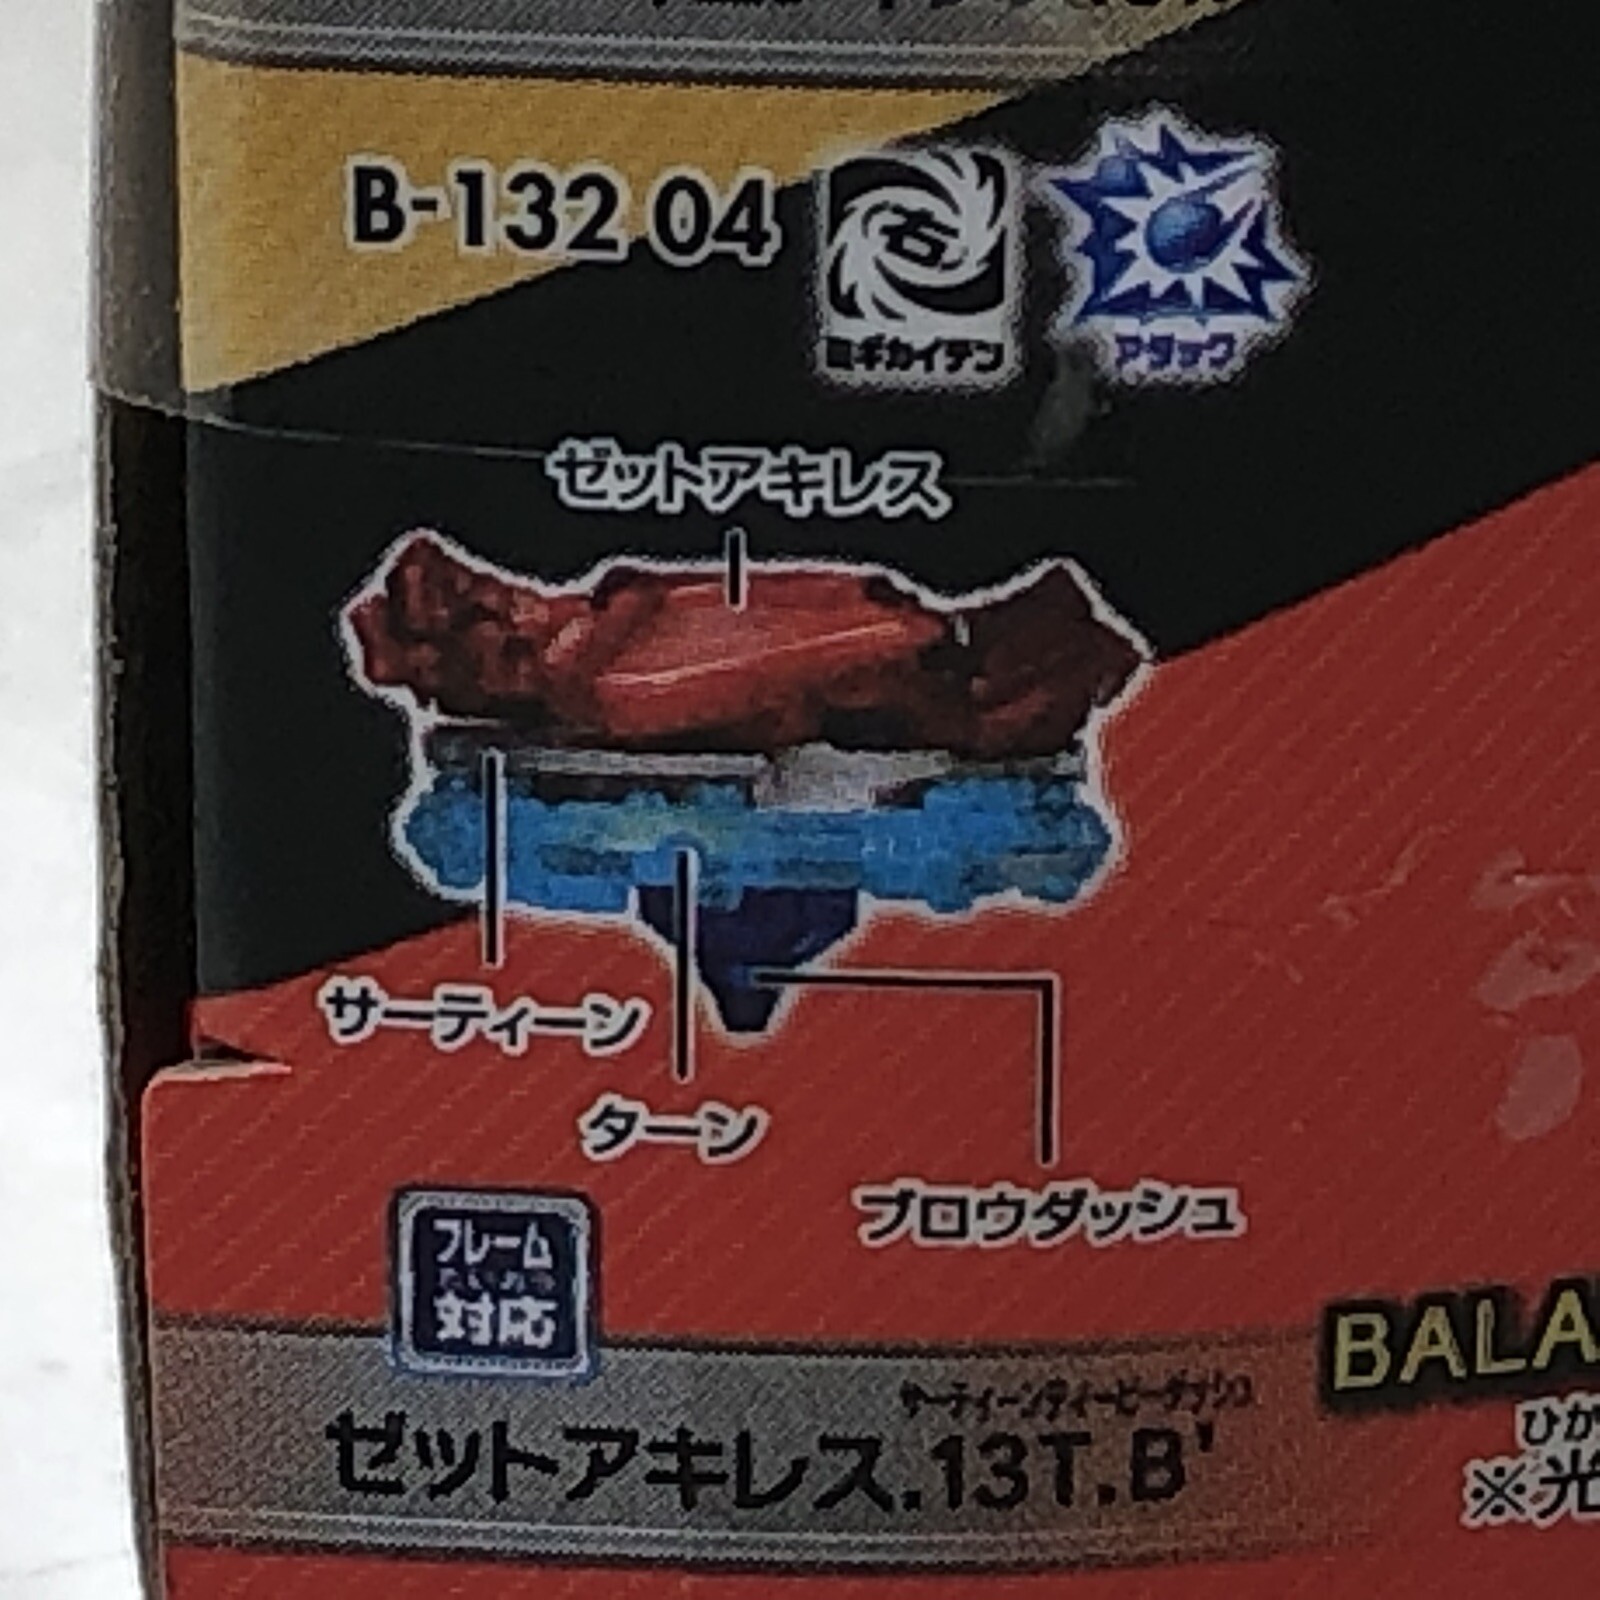 B-132 04
右
ミギカイテン
アタック
ゼットアキレス
サーティーン
ターン
ブロウダッシュ
フレーム
対応
サーティーンティービーダッシュ
ゼットアキレス.13T.B'
BALA
ひか
※光